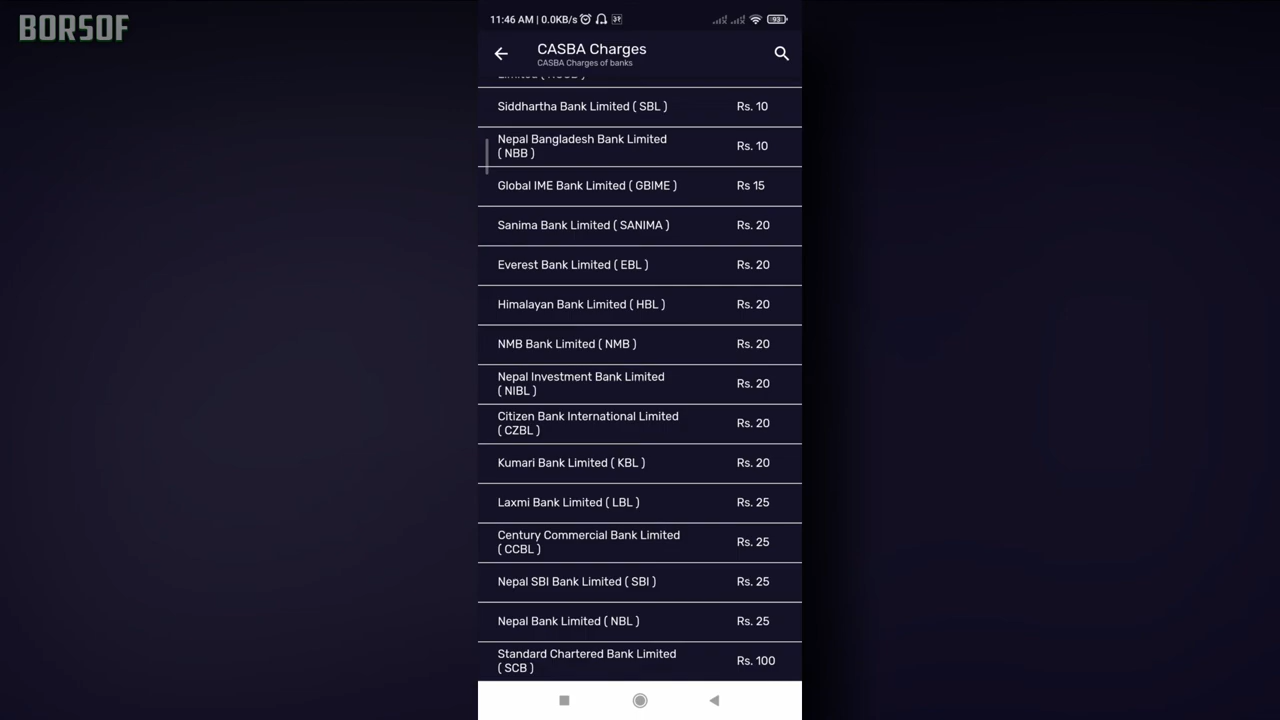 BORSOF
11:46 AM | 0.0KB/s
93
CASBA Charges
CASBA Charges of banks
Siddhartha Bank Limited ( SBL ) Rs. 10
Nepal Bangladesh Bank Limited
( NBB ) Rs. 10
Global IME Bank Limited ( GBIME ) Rs 15
Sanima Bank Limited ( SANIMA ) Rs. 20
Everest Bank Limited ( EBL ) Rs. 20
Himalayan Bank Limited ( HBL ) Rs. 20
NMB Bank Limited ( NMB ) Rs. 20
Nepal Investment Bank Limited
( NIBL ) Rs. 20
Citizen Bank International Limited
( CZBL ) Rs. 20
Kumari Bank Limited ( KBL ) Rs. 20
Laxmi Bank Limited ( LBL ) Rs. 25
Century Commercial Bank Limited
( CCBL ) Rs. 25
Nepal SBI Bank Limited ( SBI ) Rs. 25
Nepal Bank Limited ( NBL ) Rs. 25
Standard Chartered Bank Limited
( SCB ) Rs. 100